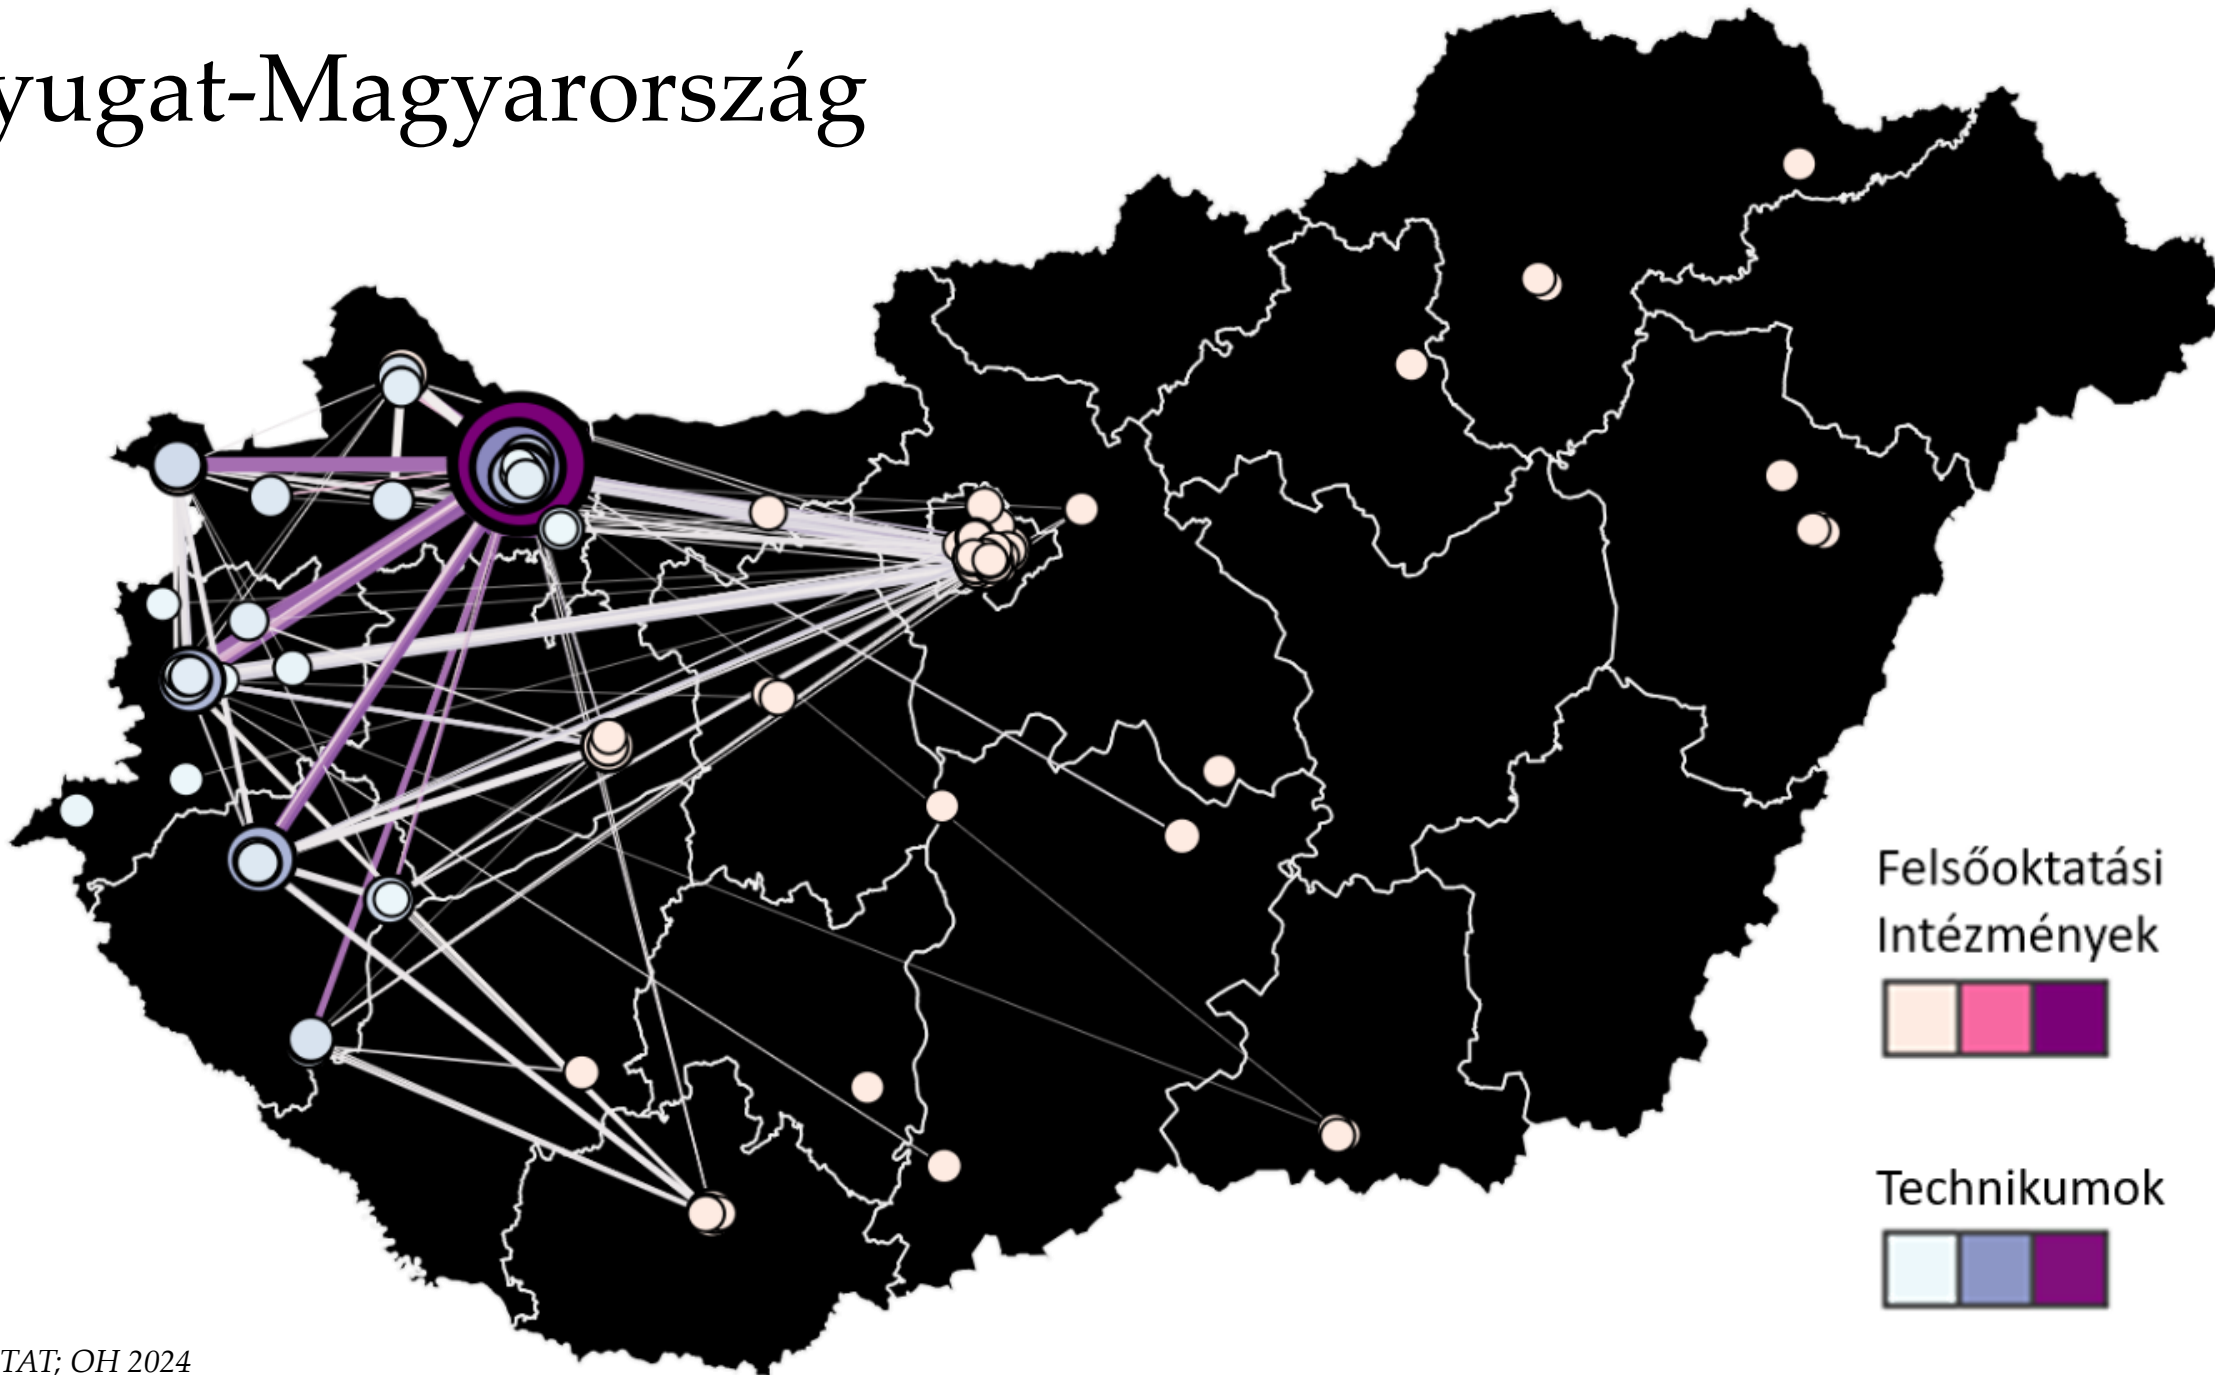 yugat-Magyarország
Felsőoktatási
Intézmények
Technikumok
TAT; OH 2024